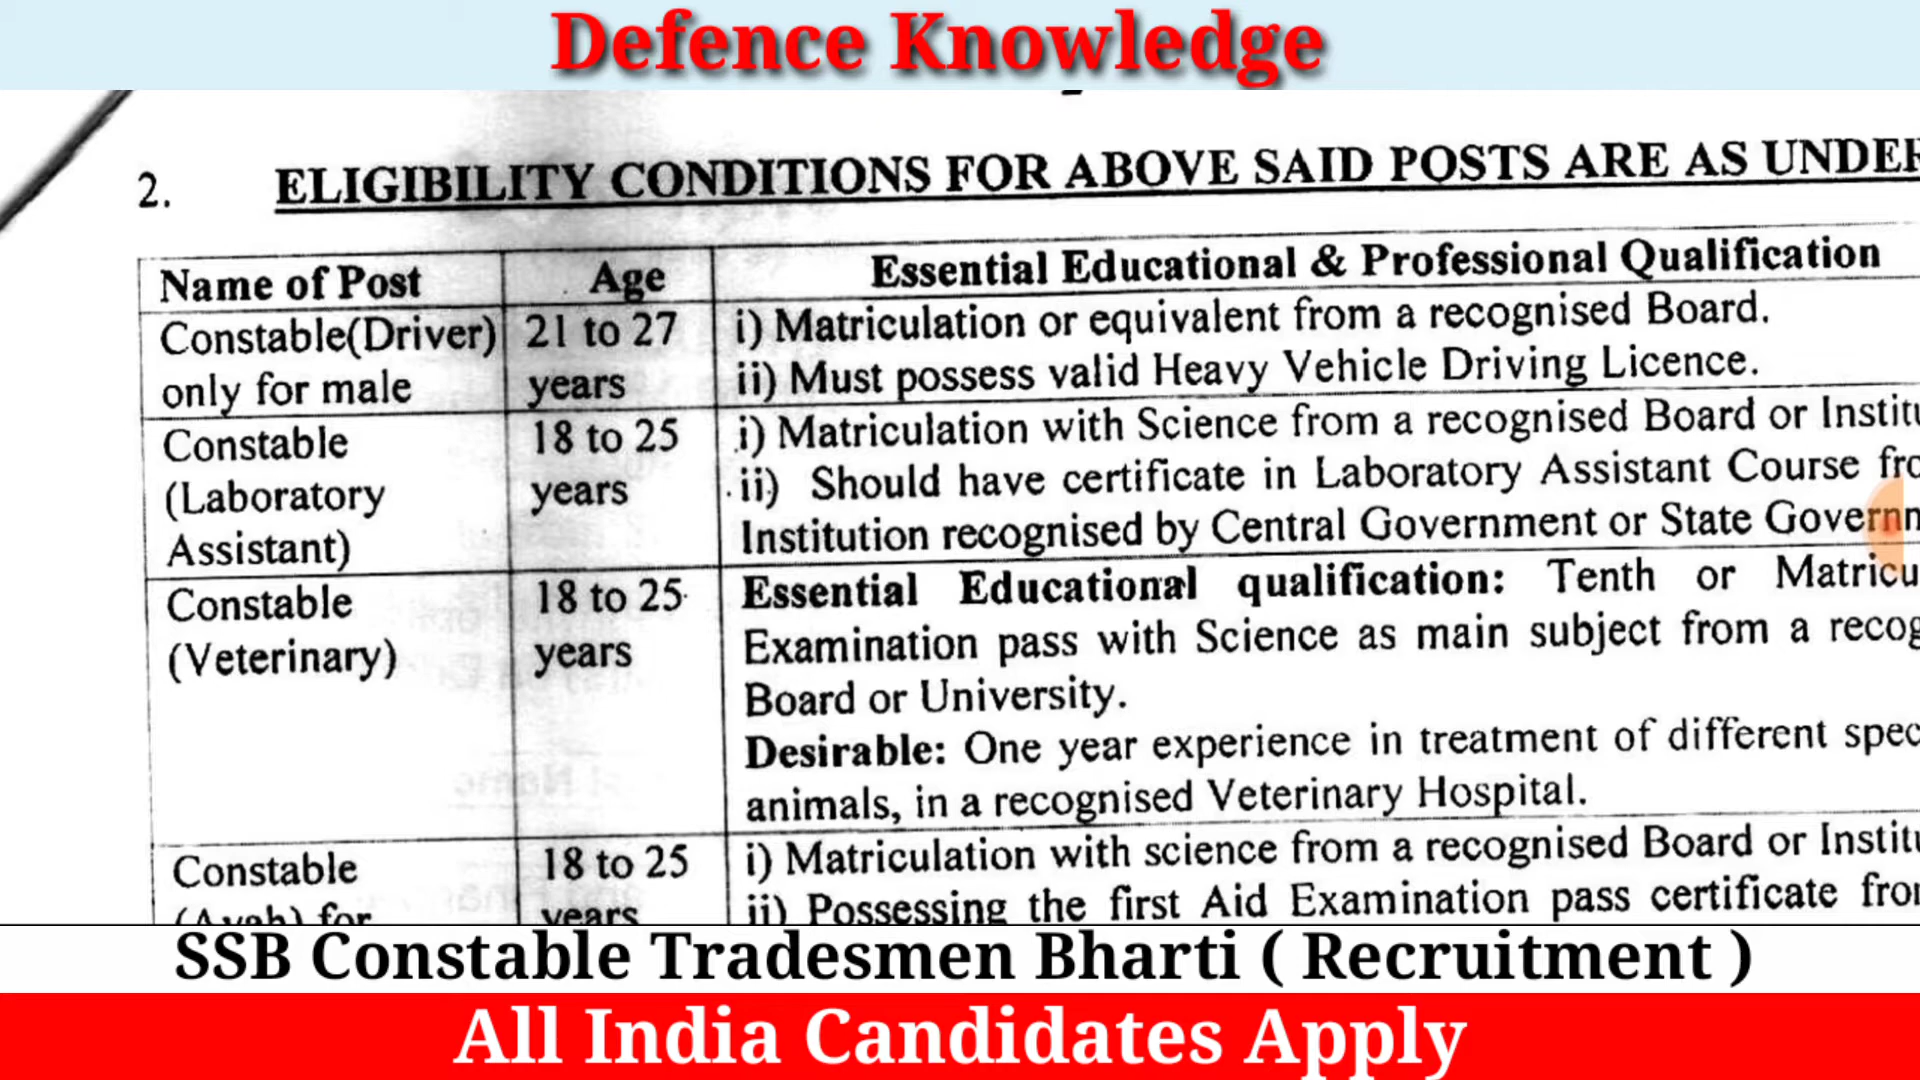 Defence Knowledge
2. ELIGIBILITY CONDITIONS FOR ABOVE SAID POSTS ARE AS UNDER
Name of Post Age Essential Educational & Professional Qualification
Constable(Driver) 21 to 27 i) Matriculation or equivalent from a recognised Board.
only for male years ii) Must possess valid Heavy Vehicle Driving Licence.
Constable 18 to 25 i) Matriculation with Science from a recognised Board or Institu
(Laboratory years ii) Should have certificate in Laboratory Assistant Course fro
Assistant) Institution recognised by Central Government or State Governm
Constable 18 to 25 Essential Educational qualification: Tenth or Matricu
(Veterinary) years Examination pass with Science as main subject from a recog
Board or University.
Desirable: One year experience in treatment of different spec
animals, in a recognised Veterinary Hospital.
Constable 18 to 25 i) Matriculation with science from a recognised Board or Institu
(Ayah) for years ii) Possessing the first Aid Examination pass certificate from
SSB Constable Tradesmen Bharti ( Recruitment )
All India Candidates Apply